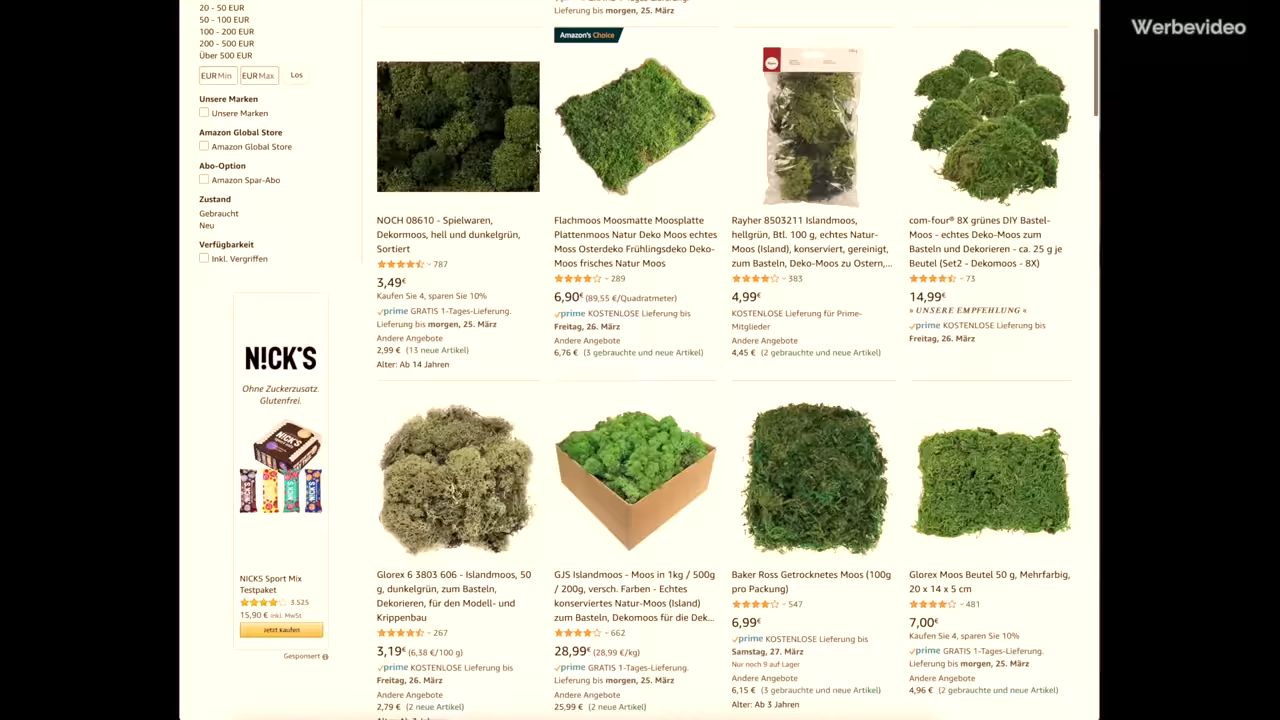 Werbevideo
20 - 50 EUR
50 - 100 EUR
100 - 200 EUR
200 - 500 EUR
Über 500 EUR
EUR Min
EUR Max
Los
Unsere Marken
Unsere Marken
Amazon Global Store
Amazon Global Store
Abo-Option
Amazon Spar-Abo
Zustand
Gebraucht
Neu
Verfügbarkeit
Inkl. Vergriffen
N!CK'S
Ohne Zuckerzusatz.
Glutenfrei.
NICKS Sport Mix
Testpaket
3.525
15,90 € inkl. MwSt.
Jetzt kaufen
Gesponsert
Lieferung bis morgen, 25. März
NOCH 08610 - Spielwaren,
Dekormoos, hell und dunkelgrün,
Sortiert
787
3,49€
Kaufen Sie 4, sparen Sie 10%
prime GRATIS 1-Tages-Lieferung.
Lieferung bis morgen, 25. März
Andere Angebote
2,99 € (13 neue Artikel)
Alter: Ab 14 Jahren
Amazon's Choice
Flachmoos Moosmatte Moosplatte
Plattenmoos Natur Deko Moos echtes
Moss Osterdeko Frühlingsdeko Deko-
Moos frisches Natur Moos
289
6,90€ (89,55 €/Quadratmeter)
prime KOSTENLOSE Lieferung bis
Freitag, 26. März
Andere Angebote
6,76 € (3 gebrauchte und neue Artikel)
Rayher 8503211 Islandmoos,
hellgrün, Btl. 100 g, echtes Natur-
Moos (Island), konserviert, gereinigt,
zum Basteln, Deko-Moos zu Ostern,...
383
4,99€
KOSTENLOSE Lieferung für Prime-
Mitglieder
Andere Angebote
4,45 € (2 gebrauchte und neue Artikel)
com-four® 8X grünes DIY Bastel-
Moos - echtes Deko-Moos zum
Basteln und Dekorieren - ca. 25 g je
Beutel (Set2 - Dekomoos - 8X)
73
14,99€
» UNSERE EMPFEHLUNG «
prime KOSTENLOSE Lieferung bis
Freitag, 26. März
Glorex 6 3803 606 - Islandmoos, 50
g, dunkelgrün, zum Basteln,
Dekorieren, für den Modell- und
Krippenbau
267
3,19€ (6,38 €/100 g)
prime KOSTENLOSE Lieferung bis
Freitag, 26. März
Andere Angebote
2,79 € (2 neue Artikel)
GJS Islandmoos - Moos in 1kg / 500g
/ 200g, versch. Farben - Echtes
konserviertes Natur-Moos (Island)
zum Basteln, Dekomoos für die Dek...
662
28,99€ (28,99 €/kg)
prime GRATIS 1-Tages-Lieferung.
Lieferung bis morgen, 25. März
Andere Angebote
25,99 € (2 neue Artikel)
Baker Ross Getrocknetes Moos (100g
pro Packung)
547
6,99€
prime KOSTENLOSE Lieferung bis
Samstag, 27. März
Nur noch 9 auf Lager
Andere Angebote
6,15 € (3 gebrauchte und neue Artikel)
Alter: Ab 3 Jahren
Glorex Moos Beutel 50 g, Mehrfarbig,
20 x 14 x 5 cm
481
7,00€
Kaufen Sie 4, sparen Sie 10%
prime GRATIS 1-Tages-Lieferung.
Lieferung bis morgen, 25. März
Andere Angebote
4,96 € (2 gebrauchte und neue Artikel)